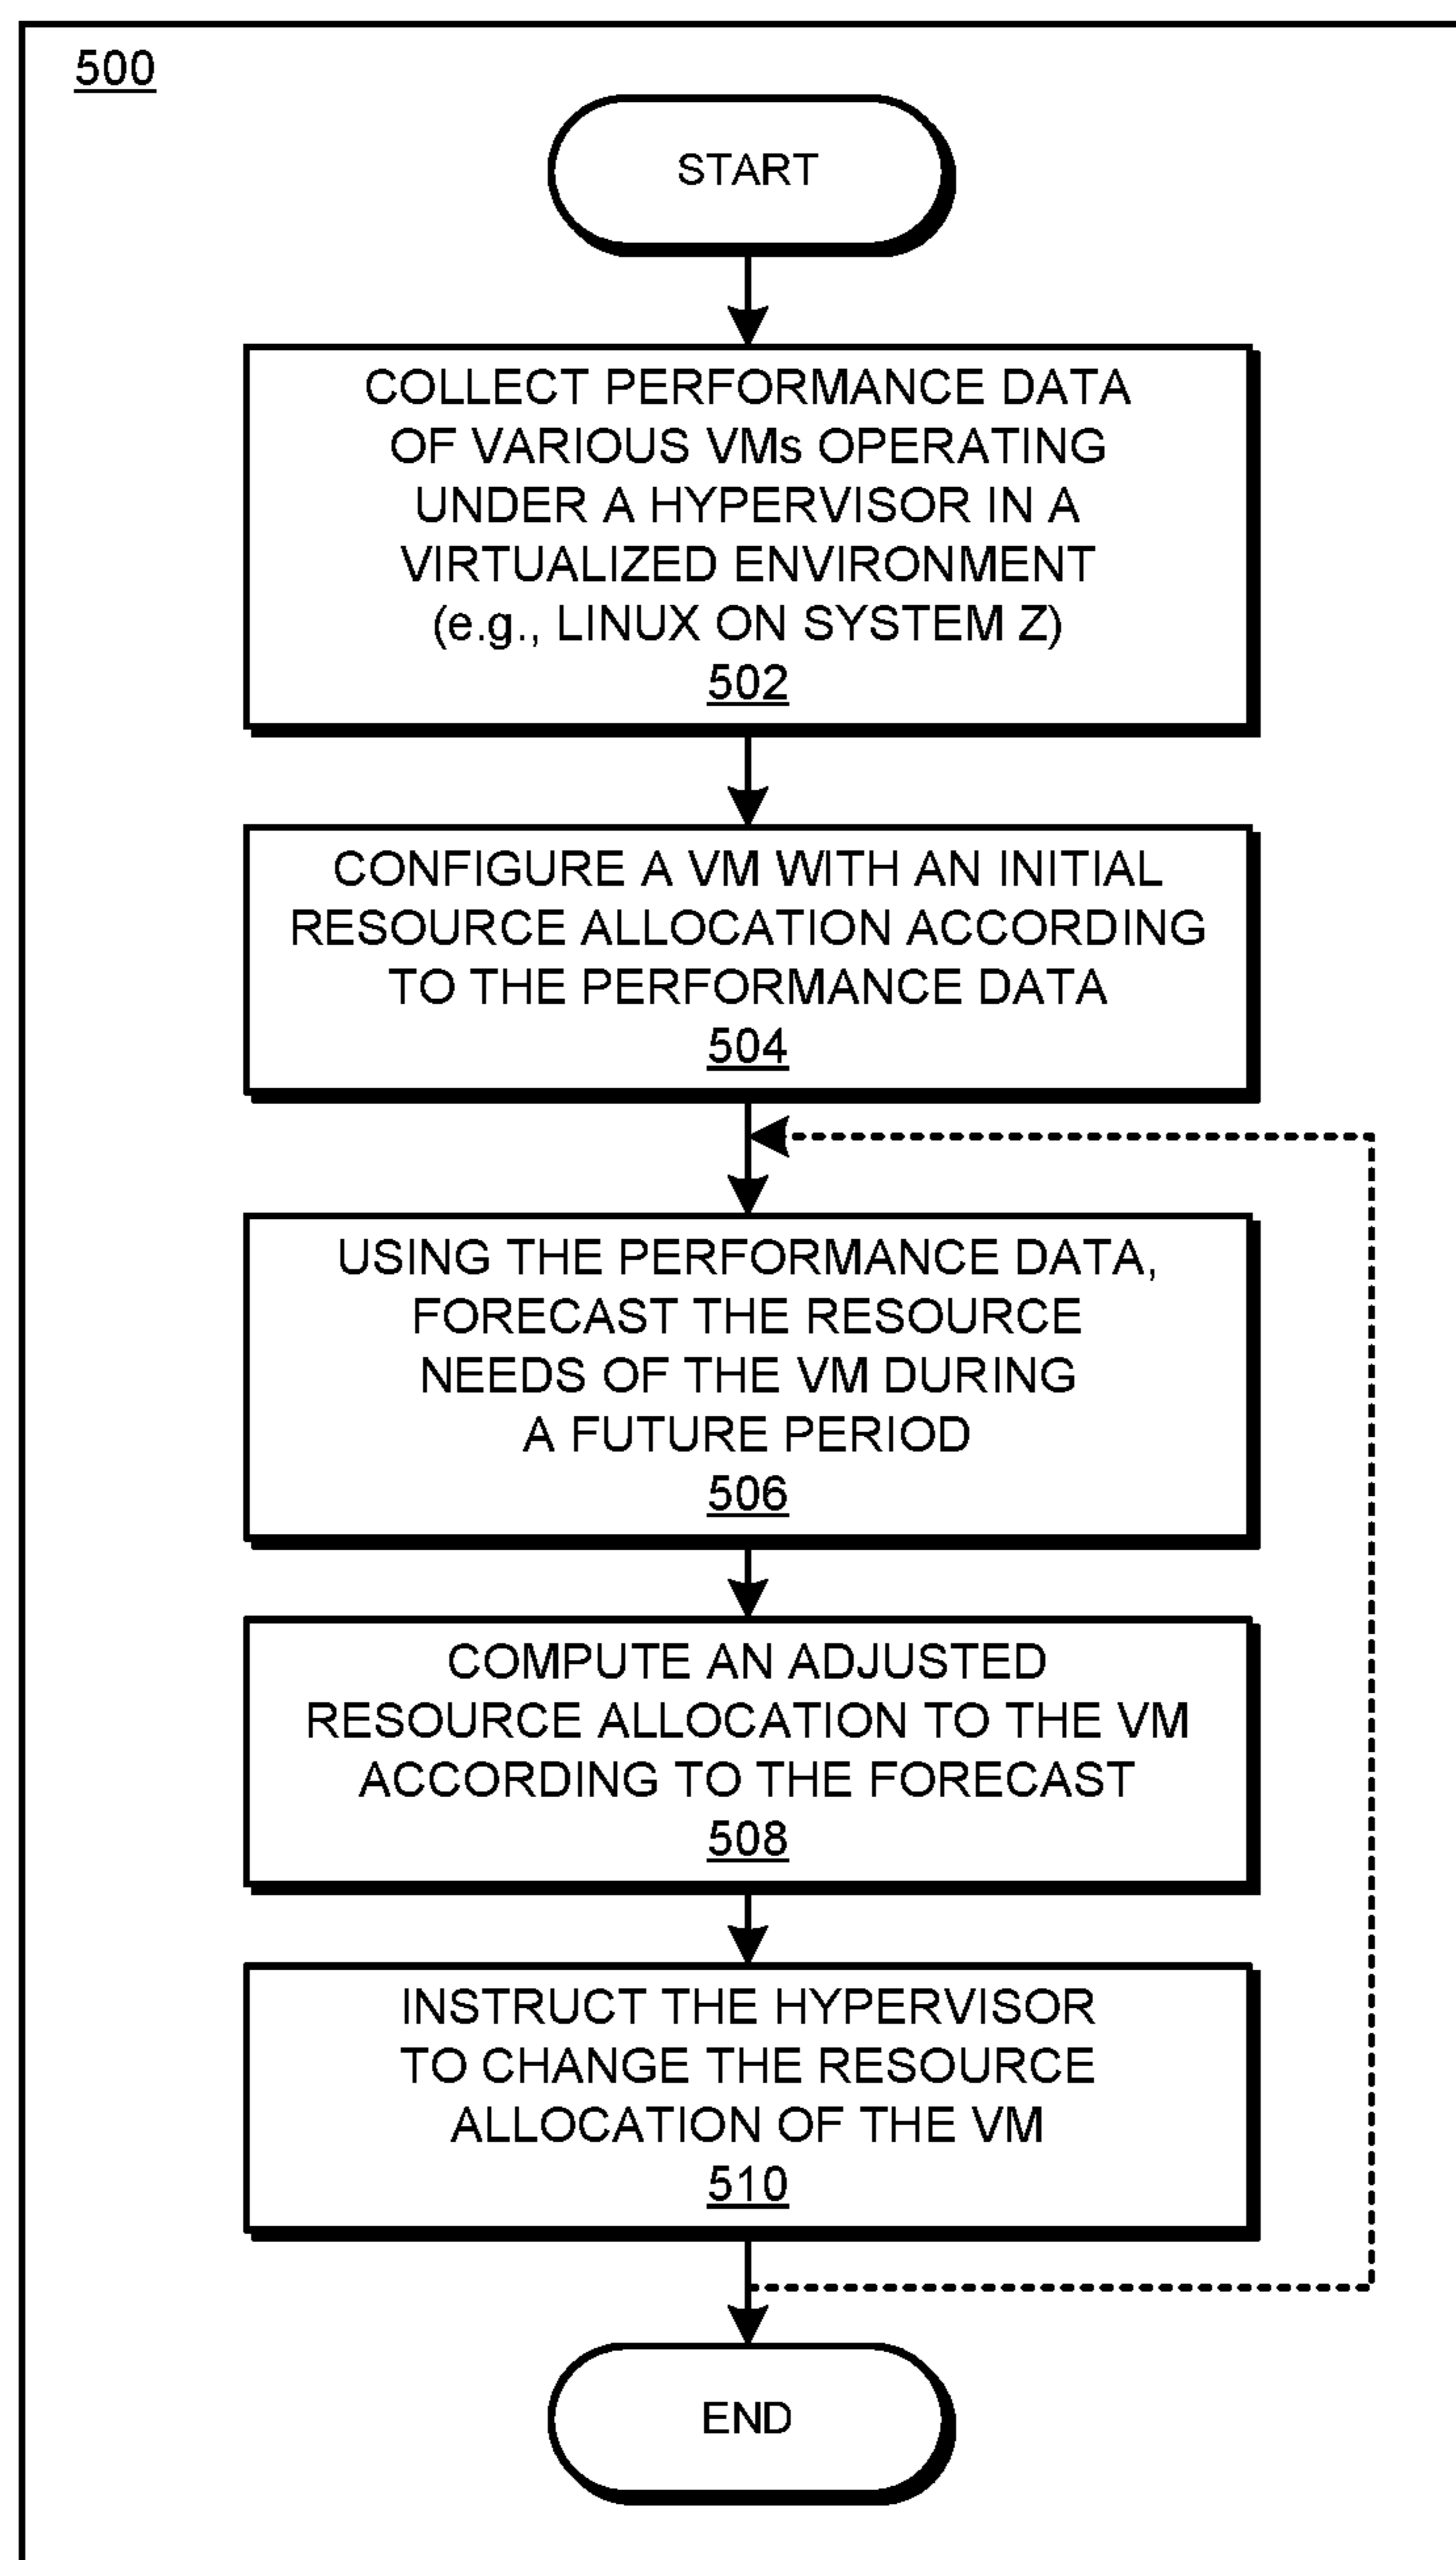 500
START
COLLECT PERFORMANCE DATA
OF VARIOUS VMs OPERATING
UNDER A HYPERVISOR IN A
VIRTUALIZED ENVIRONMENT
(e.g., LINUX ON SYSTEM Z)
502
CONFIGURE A VM WITH AN INITIAL
RESOURCE ALLOCATION ACCORDING
TO THE PERFORMANCE DATA
504
USING THE PERFORMANCE DATA,
FORECAST THE RESOURCE
NEEDS OF THE VM DURING
A FUTURE PERIOD
506
COMPUTE AN ADJUSTED
RESOURCE ALLOCATION TO THE VM
ACCORDING TO THE FORECAST
508
INSTRUCT THE HYPERVISOR
TO CHANGE THE RESOURCE
ALLOCATION OF THE VM
510
END